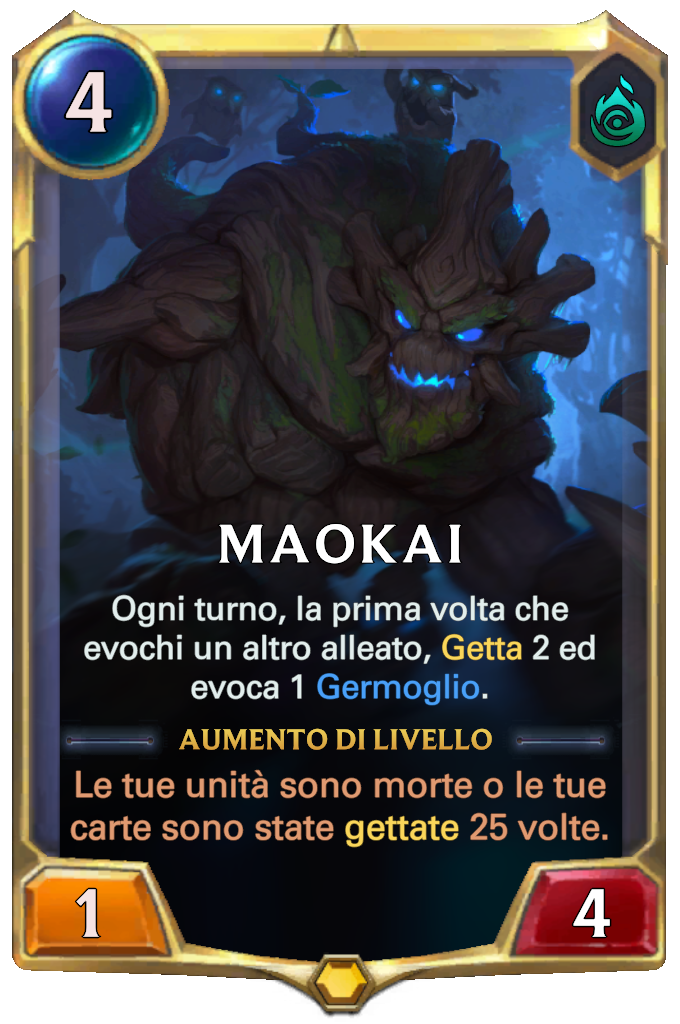 4
MAOKAI
Ogni turno, la prima volta che
evochi un altro alleato, Getta 2 ed
evoca 1 Germoglio.
AUMENTO DI LIVELLO
Le tue unità sono morte o le tue
carte sono state gettate 25 volte.
1
4